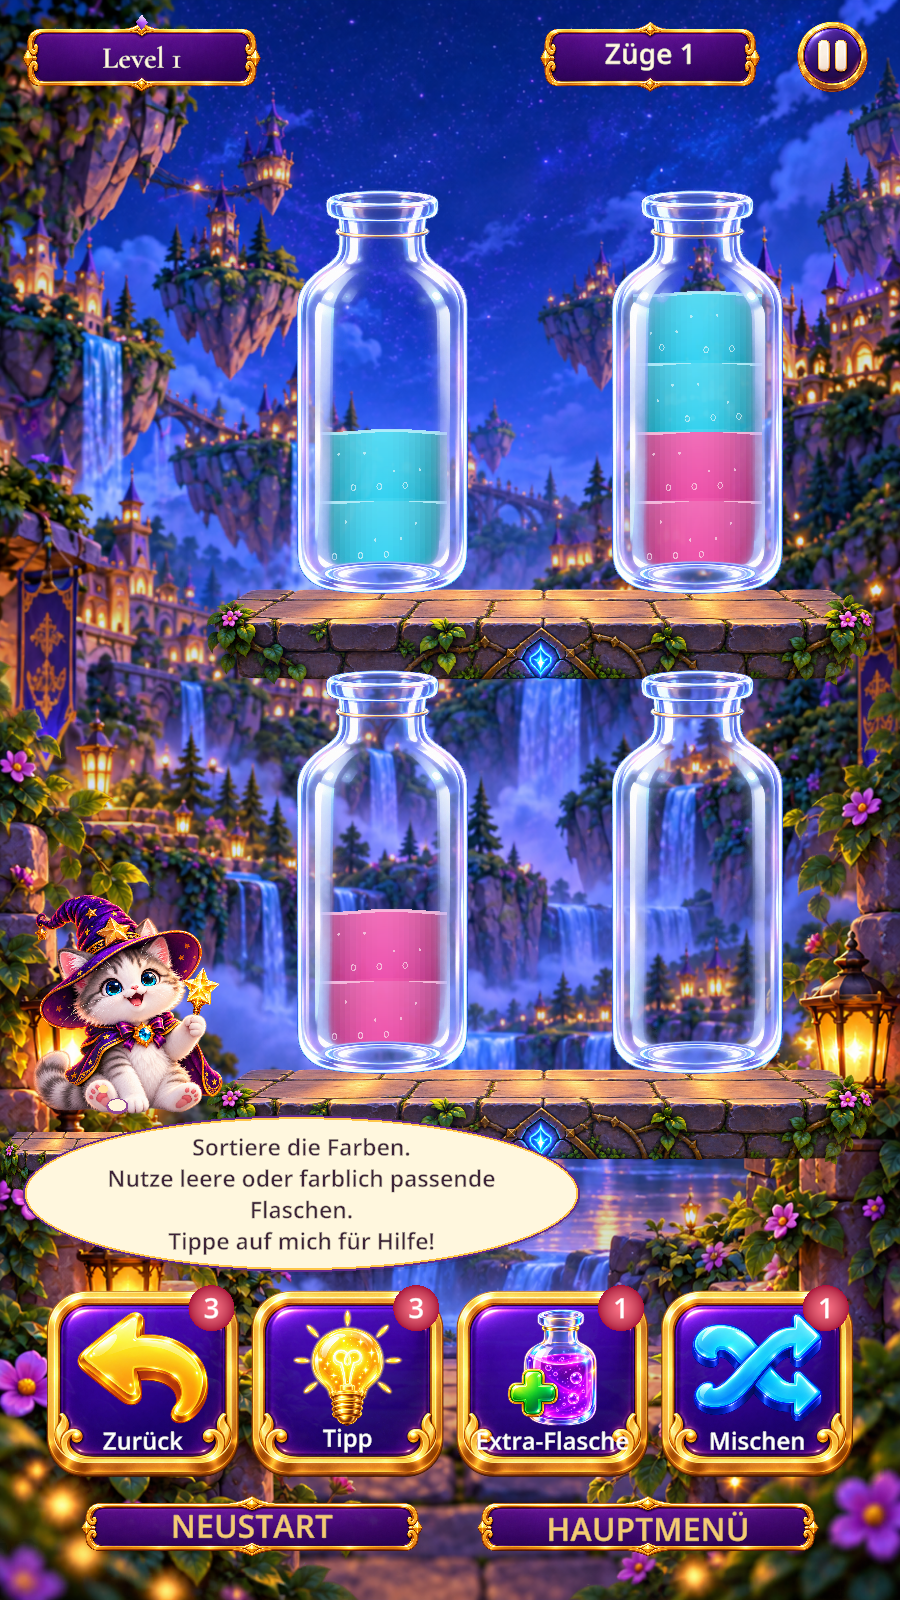 Level 1
Züge 1
Sortiere die Farben.
Nutze leere oder farblich passende
Flaschen.
Tippe auf mich für Hilfe!
3
3
1
1
Zurück
Tipp
Extra-Flasche
Mischen
NEUSTART
HAUPTMENÜ